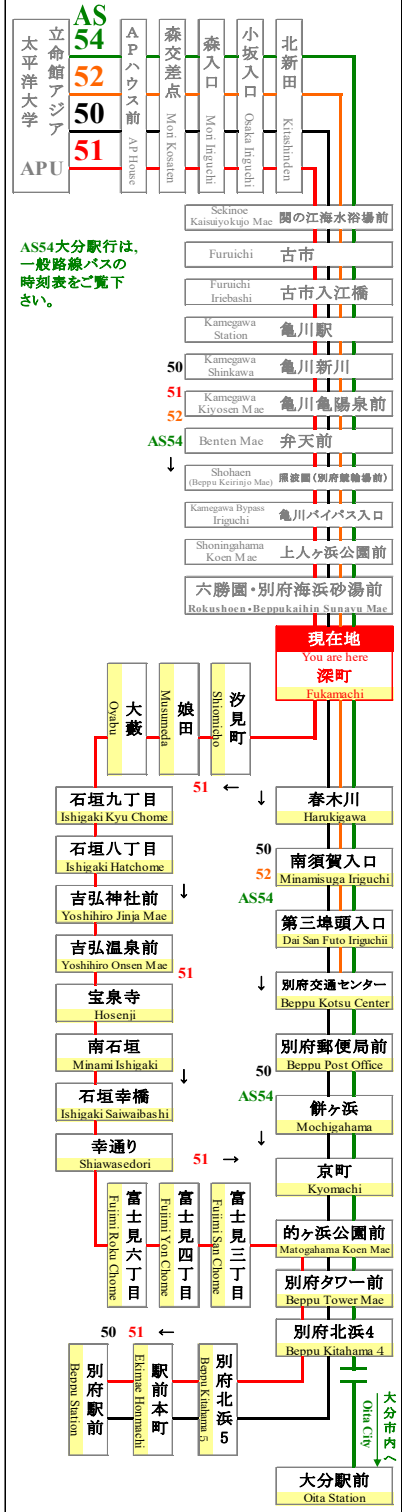 立命館アジア
太平洋大学
APU
AS
54
52
50
51
APハウス前
AP House
森交差点
Mori Kosaten
森入口
Mori Iriguchi
小坂入口
Osaka Iriguchi
北新田
Kitashinden
AS54大分駅行は、
一般路線バスの
時刻表をご覧下
さい。
Sekinoe
Kaisuiyokujo Mae
関の江海水浴場前
Furuichi
古市
Furuichi
Iriebashi
古市入江橋
Kamegawa
Station
亀川駅
50
Kamegawa
Shinkawa
亀川新川
51
52
Kamegawa
Kiyosen Mae
亀川亀陽泉前
AS54
↓
Benten Mae
弁天前
Shohaen
(Beppu Keirinjo Mae)
照波園(別府競輪場前)
Kamegawa Bypass
Iriguchi
亀川バイパス入口
Shoningahama
Koen Mae
上人ヶ浜公園前
六勝園・別府海浜砂湯前
Rokushoen・Beppukaihin Sunayu Mae
現在地
You are here
深町
Fukamachi
汐見町
Shiomicho
娘田
Musumeda
大藪
Oyabu
51 ←
↓
石垣九丁目
Ishigaki Kyu Chome
石垣八丁目
Ishigaki Hatchome
↓
吉弘神社前
Yoshihiro Jinja Mae
吉弘温泉前
Yoshihiro Onsen Mae
51
宝泉寺
Hosenji
南石垣
Minami Ishigaki
↓
石垣幸橋
Ishigaki Saiwaibashi
幸通り
Shiawasedori
51 →
富士見六丁目
Fujimi Roku Chome
富士見四丁目
Fujimi Yon Chome
富士見三丁目
Fujimi San Chome
春木川
Harukigawa
50
52
AS54
南須賀入口
Minamisuga Iriguchi
第三埠頭入口
Dai San Futo Iriguchii
↓
別府交通センター
Beppu Kotsu Center
別府郵便局前
Beppu Post Office
50
AS54
餅ヶ浜
Mochigahama
↓
京町
Kyomachi
的ヶ浜公園前
Matogahama Koen Mae
別府タワー前
Beppu Tower Mae
別府北浜4
Beppu Kitahama 4
50 51 ←
別府北浜5
Beppu Kitahama 5
駅前本町
Ekimae Honmachi
別府駅前
Beppu Station
大分市内へ
Oita City
↓
大分駅前
Oita Station